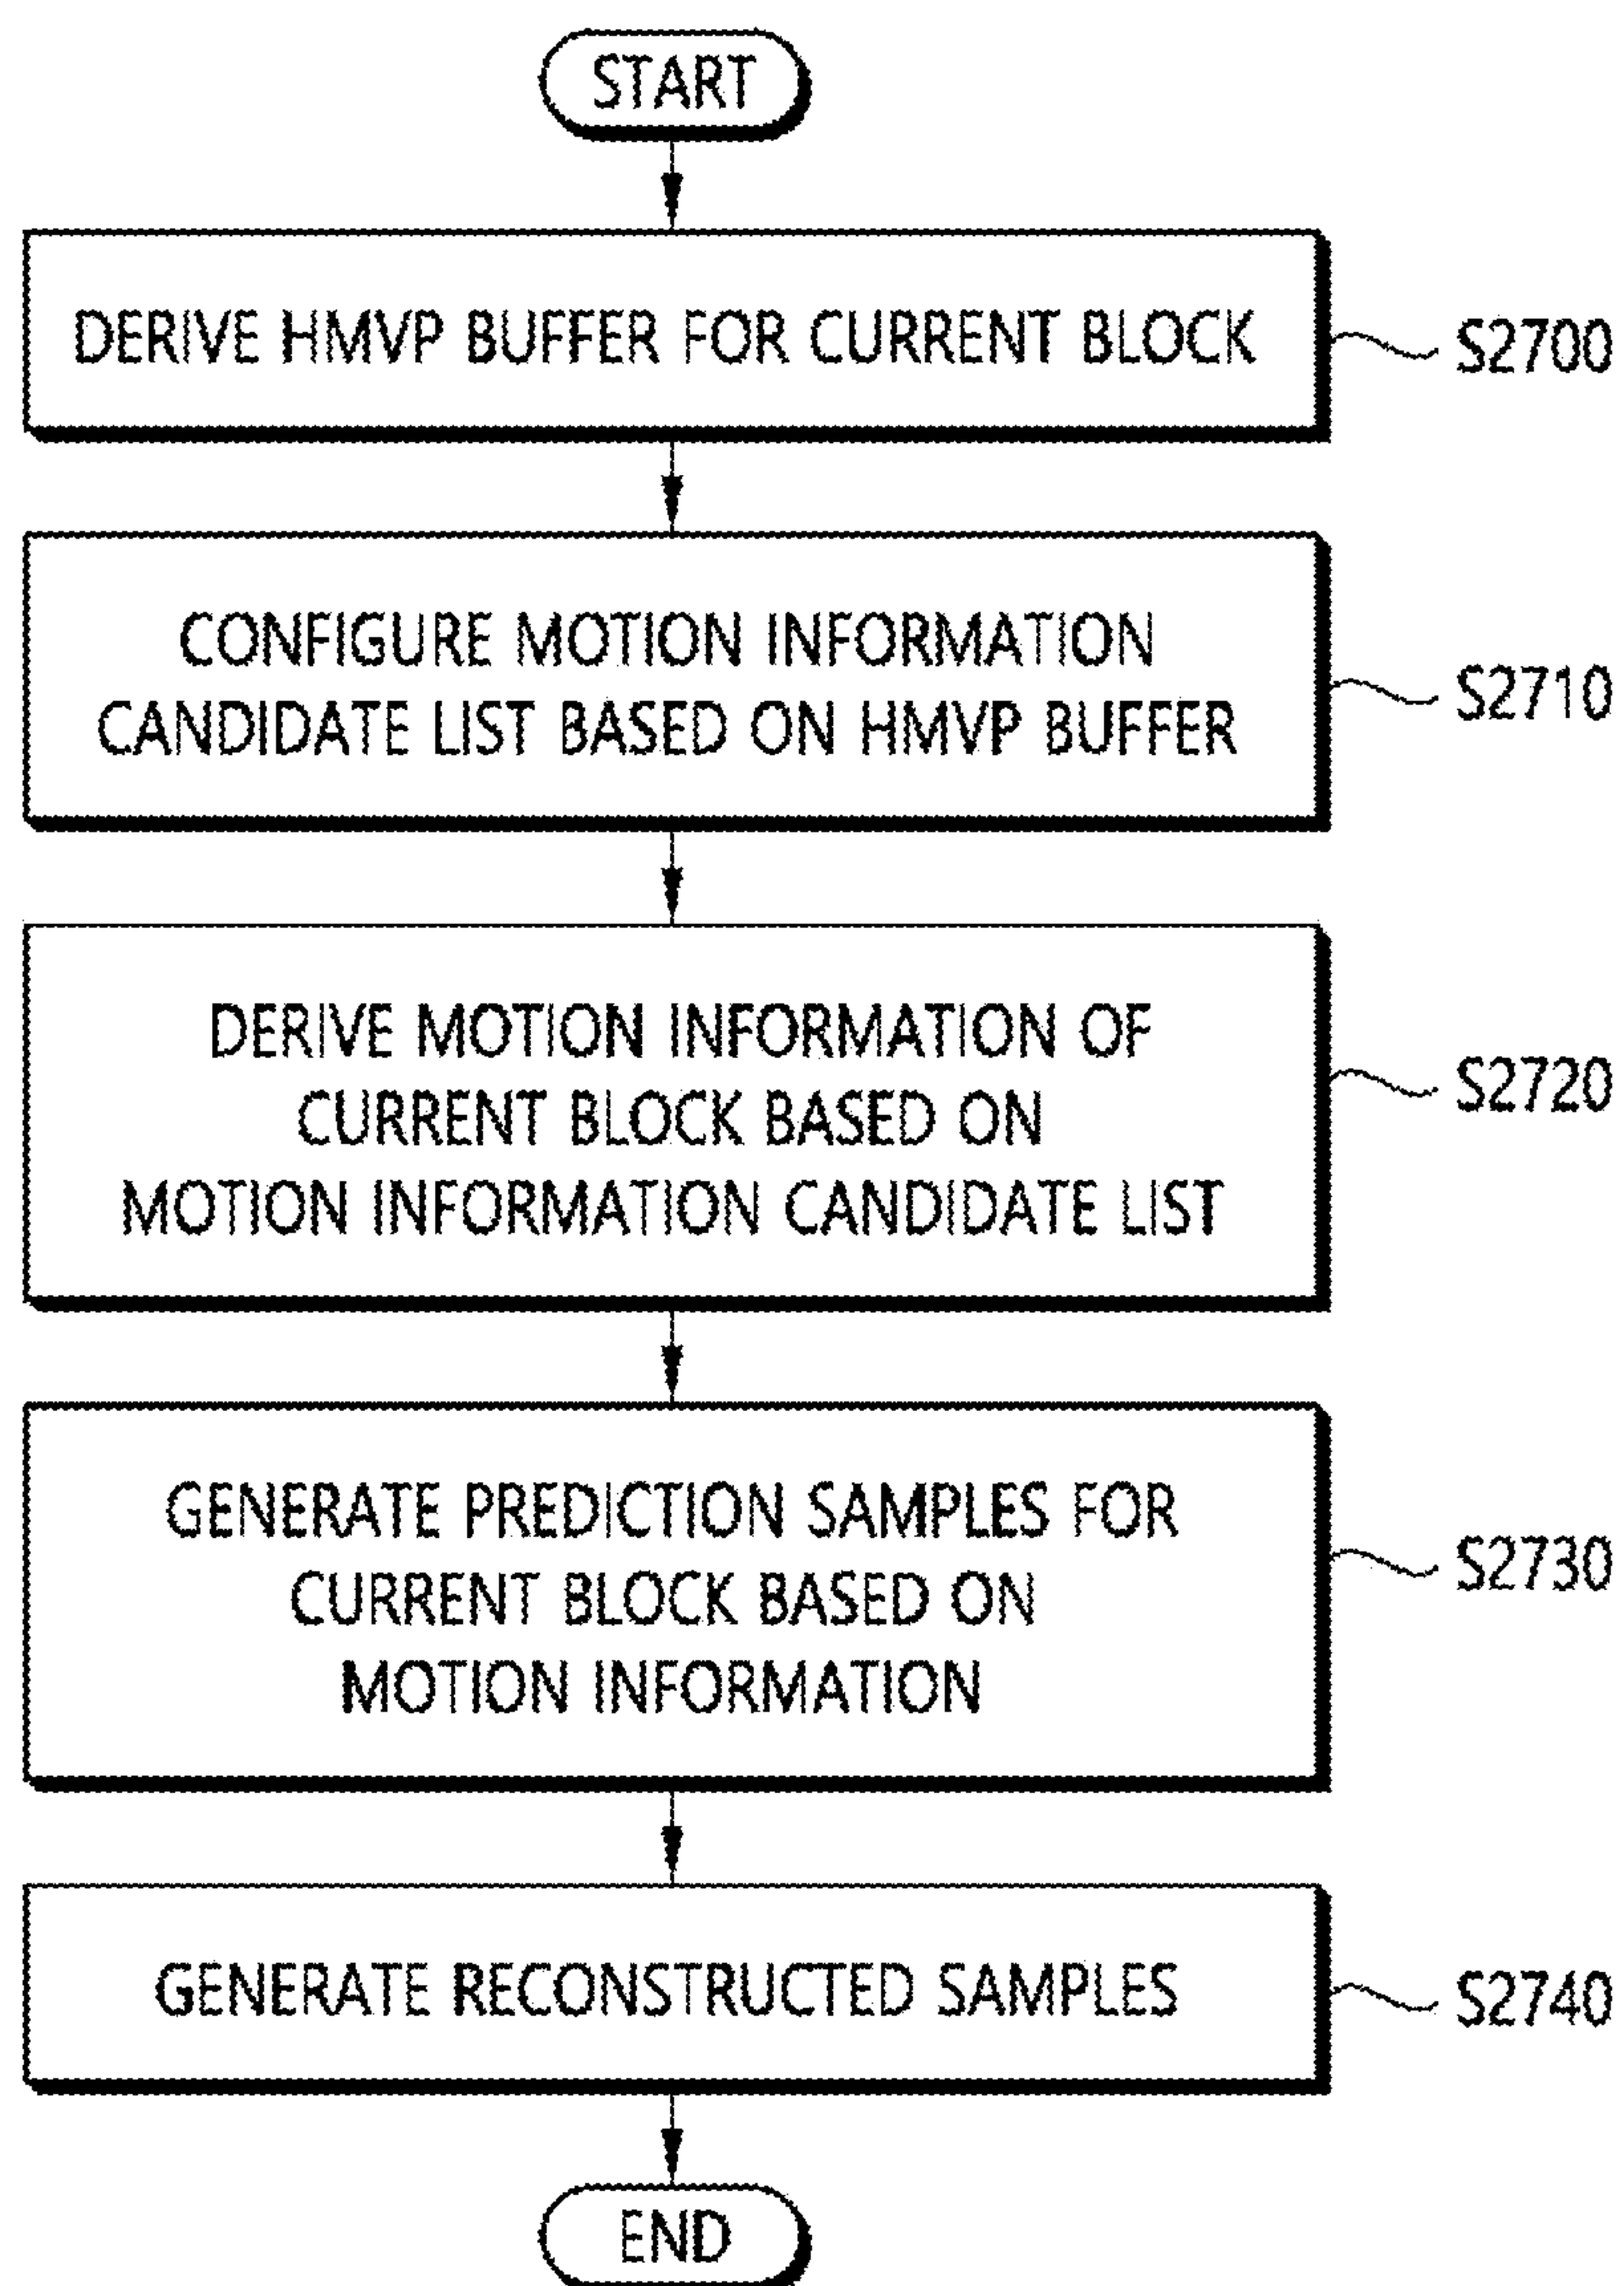 START
DERIVE HMVP BUFFER FOR CURRENT BLOCK
S2700
CONFIGURE MOTION INFORMATION
CANDIDATE LIST BASED ON HMVP BUFFER
S2710
DERIVE MOTION INFORMATION OF
CURRENT BLOCK BASED ON
MOTION INFORMATION CANDIDATE LIST
S2720
GENERATE PREDICTION SAMPLES FOR
CURRENT BLOCK BASED ON
MOTION INFORMATION
S2730
GENERATE RECONSTRUCTED SAMPLES
S2740
END